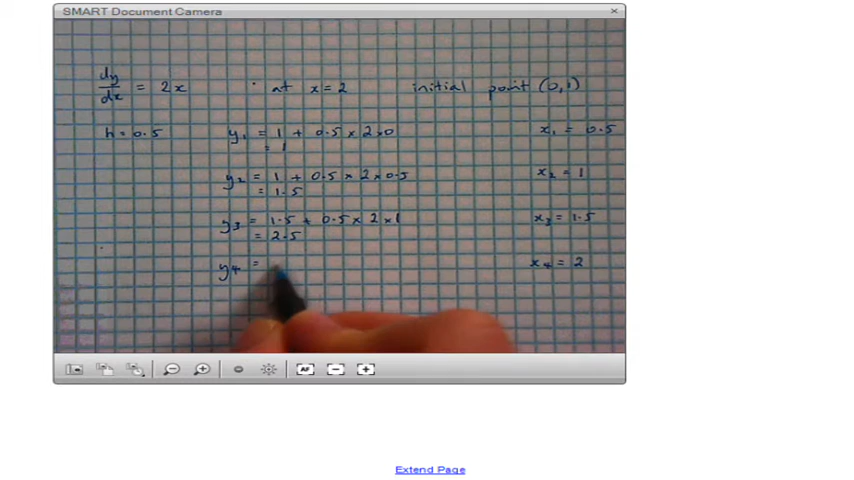 SMART Document Camera
dy/dx = 2x at x = 2 initial point (0,1)
h = 0.5 y₁ = 1 + 0.5 × 2×0 x₁ = 0.5
= 1
y₂ = 1 + 0.5 × 2 × 0.5 x₂ = 1
= 1.5
y₃ = 1.5 + 0.5 × 2 × 1 x₃ = 1.5
= 2.5
y₄ = x₄ = 2
AF
Extend Page